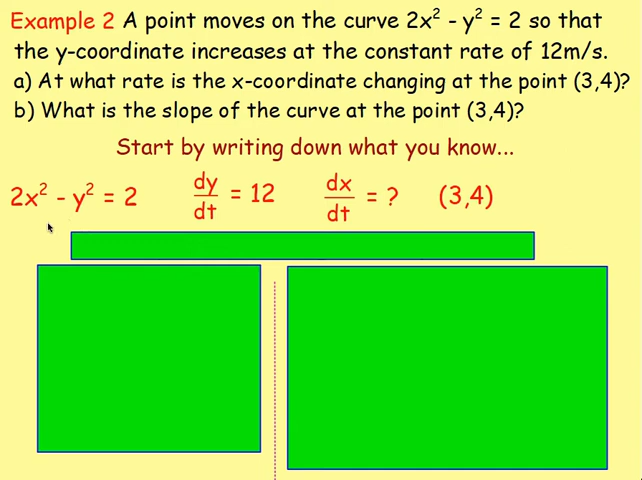 Example 2 A point moves on the curve 2x² - y² = 2 so that
the y-coordinate increases at the constant rate of 12m/s.
a) At what rate is the x-coordinate changing at the point (3,4)?
b) What is the slope of the curve at the point (3,4)?
Start by writing down what you know...
2x² - y² = 2 dy/dt = 12 dx/dt = ? (3,4)